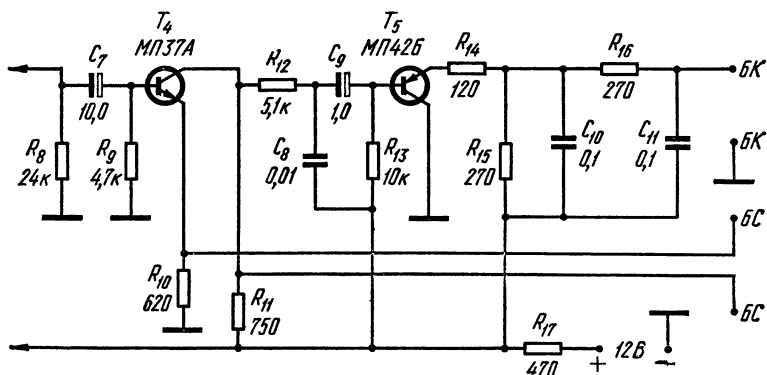 T4
МП37А
T5
МП42Б
C7
10,0
R12
5,1к
C9
1,0
R14
120
R16
270
БК
R8
24к
R9
4,7к
C8
0,01
R13
10к
R15
270
C10
0,1
C11
0,1
БК
БС
R10
620
R11
750
БС
R17
470
+ 12В -